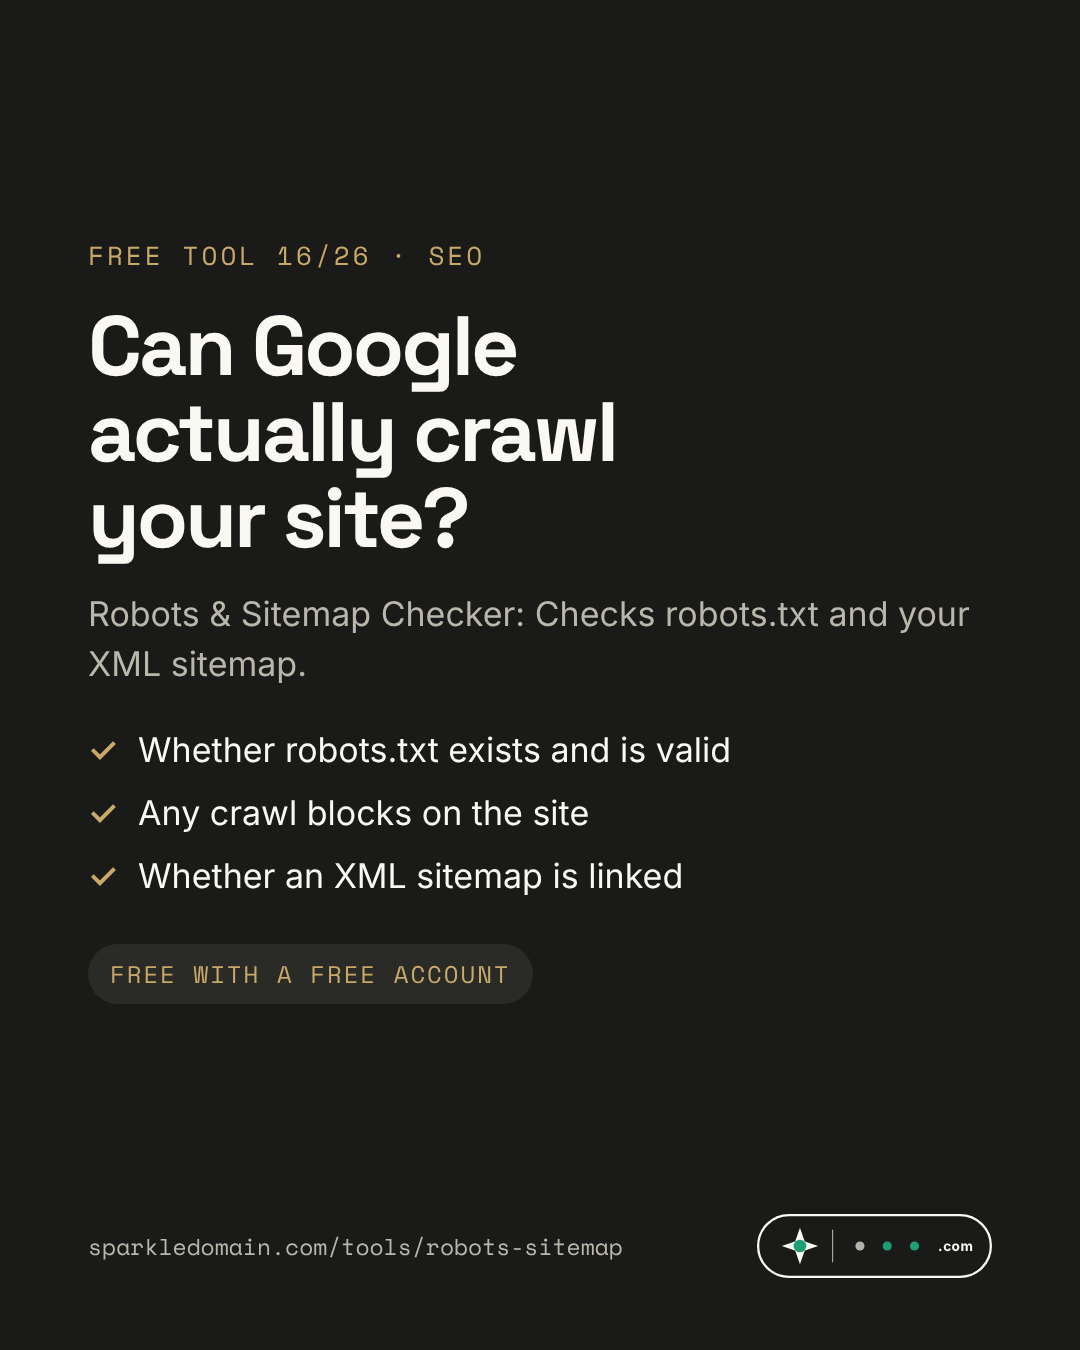 FREE TOOL 16/26 · SEO
Can Google
actually crawl
your site?
Robots & Sitemap Checker: Checks robots.txt and your
XML sitemap.
Whether robots.txt exists and is valid
Any crawl blocks on the site
Whether an XML sitemap is linked
FREE WITH A FREE ACCOUNT
sparkledomain.com/tools/robots-sitemap
.com